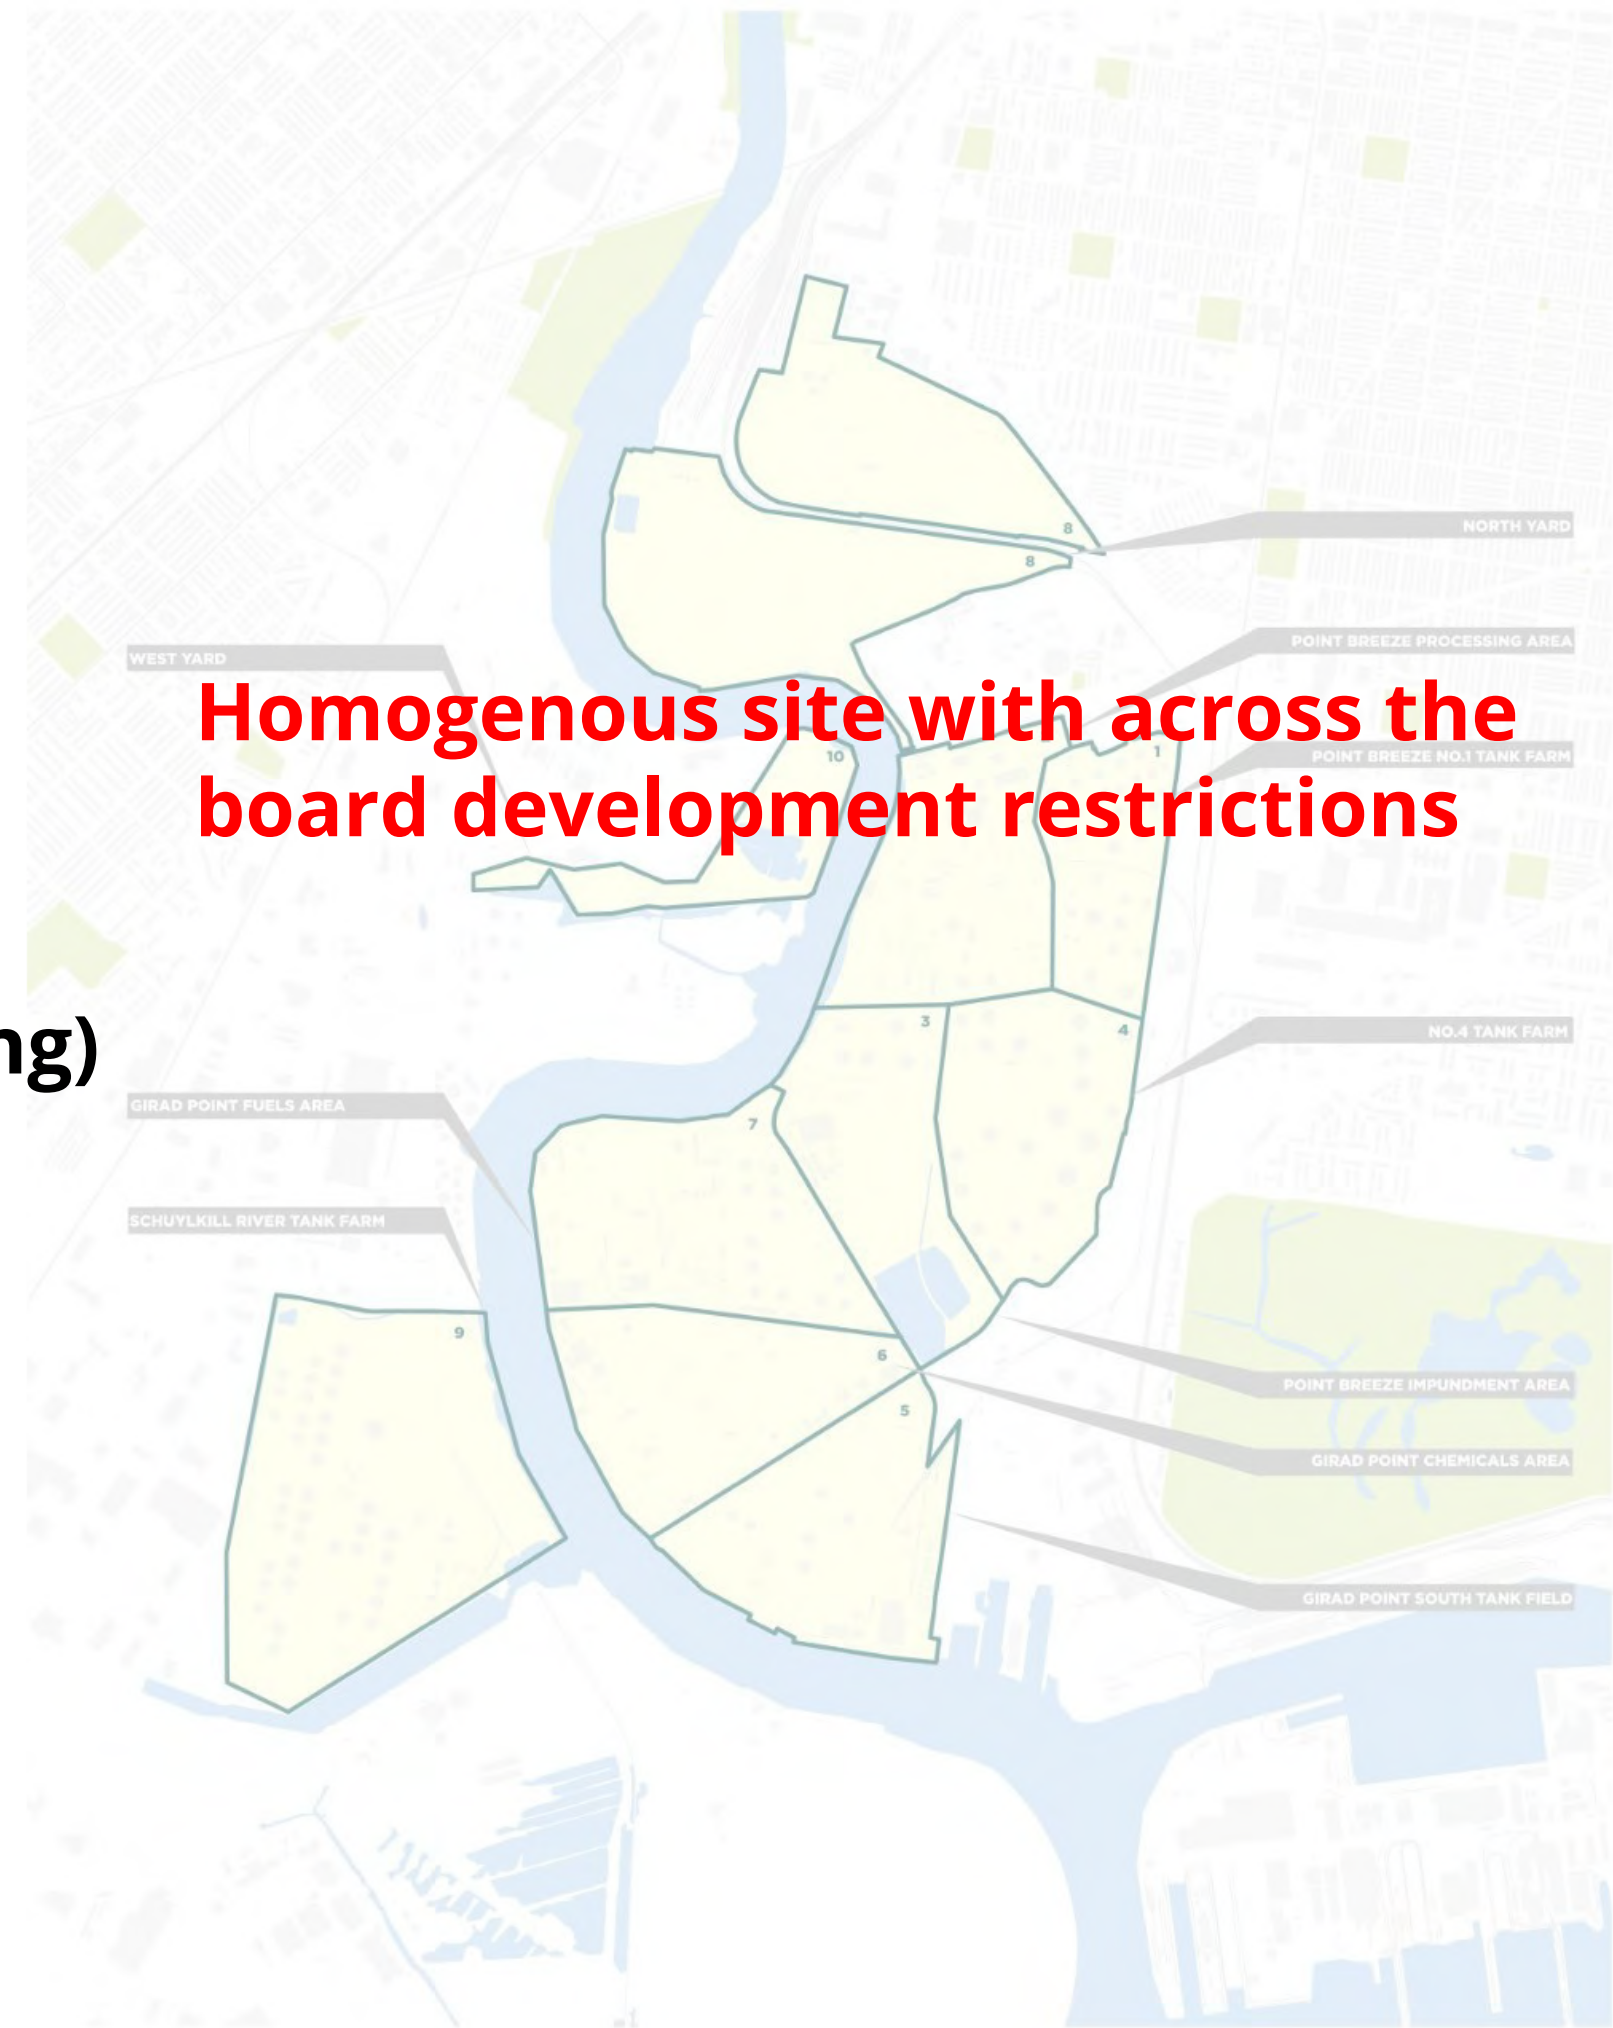 8
NORTH YARD
8
POINT BREEZE PROCESSING AREA
WEST YARD
Homogenous site with across the
board development restrictions
10
1
POINT BREEZE NO.1 TANK FARM
3
4
NO.4 TANK FARM
ng)
GIRAD POINT FUELS AREA
7
SCHUYLKILL RIVER TANK FARM
9
6
POINT BREEZE IMPUNDMENT AREA
5
GIRAD POINT CHEMICALS AREA
GIRAD POINT SOUTH TANK FIELD